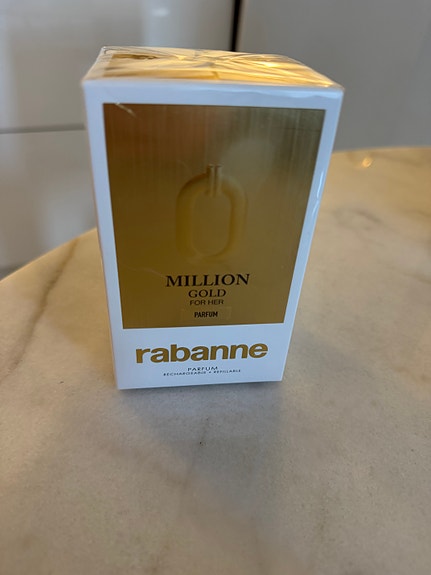 MILLION
GOLD
FOR HER
PARFUM
rabanne
PARFUM
RECHARGEABLE • REFILLABLE